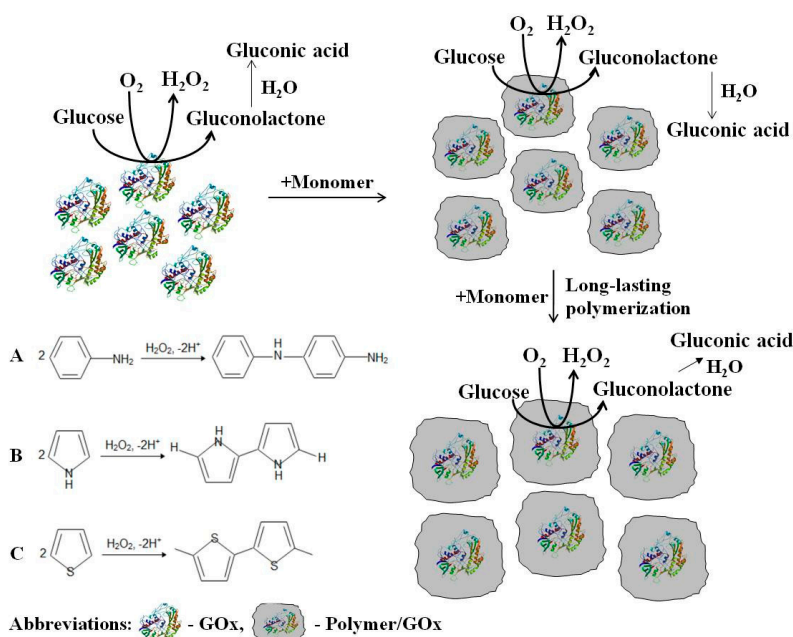 Gluconic acid
O₂ H₂O₂ H₂O
Glucose Gluconolactone
+Monomer
O₂ H₂O₂
Glucose Gluconolactone
H₂O
Gluconic acid
+Monomer Long-lasting
polymerization
Gluconic acid
O₂ H₂O₂ H₂O
Glucose Gluconolactone
A 2 NH₂ H₂O₂, -2H⁺ H N NH₂
B 2 N H H₂O₂, -2H⁺ H H N N H H
C 2 S H₂O₂, -2H⁺ S S
Abbreviations: - GOx, - Polymer/GOx